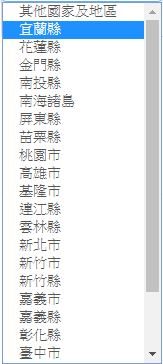 其他國家及地區
宜蘭縣
花蓮縣
金門縣
南投縣
南海諸島
屏東縣
苗栗縣
桃園市
高雄市
基隆市
連江縣
雲林縣
新北市
新竹市
新竹縣
嘉義市
嘉義縣
彰化縣
臺中市